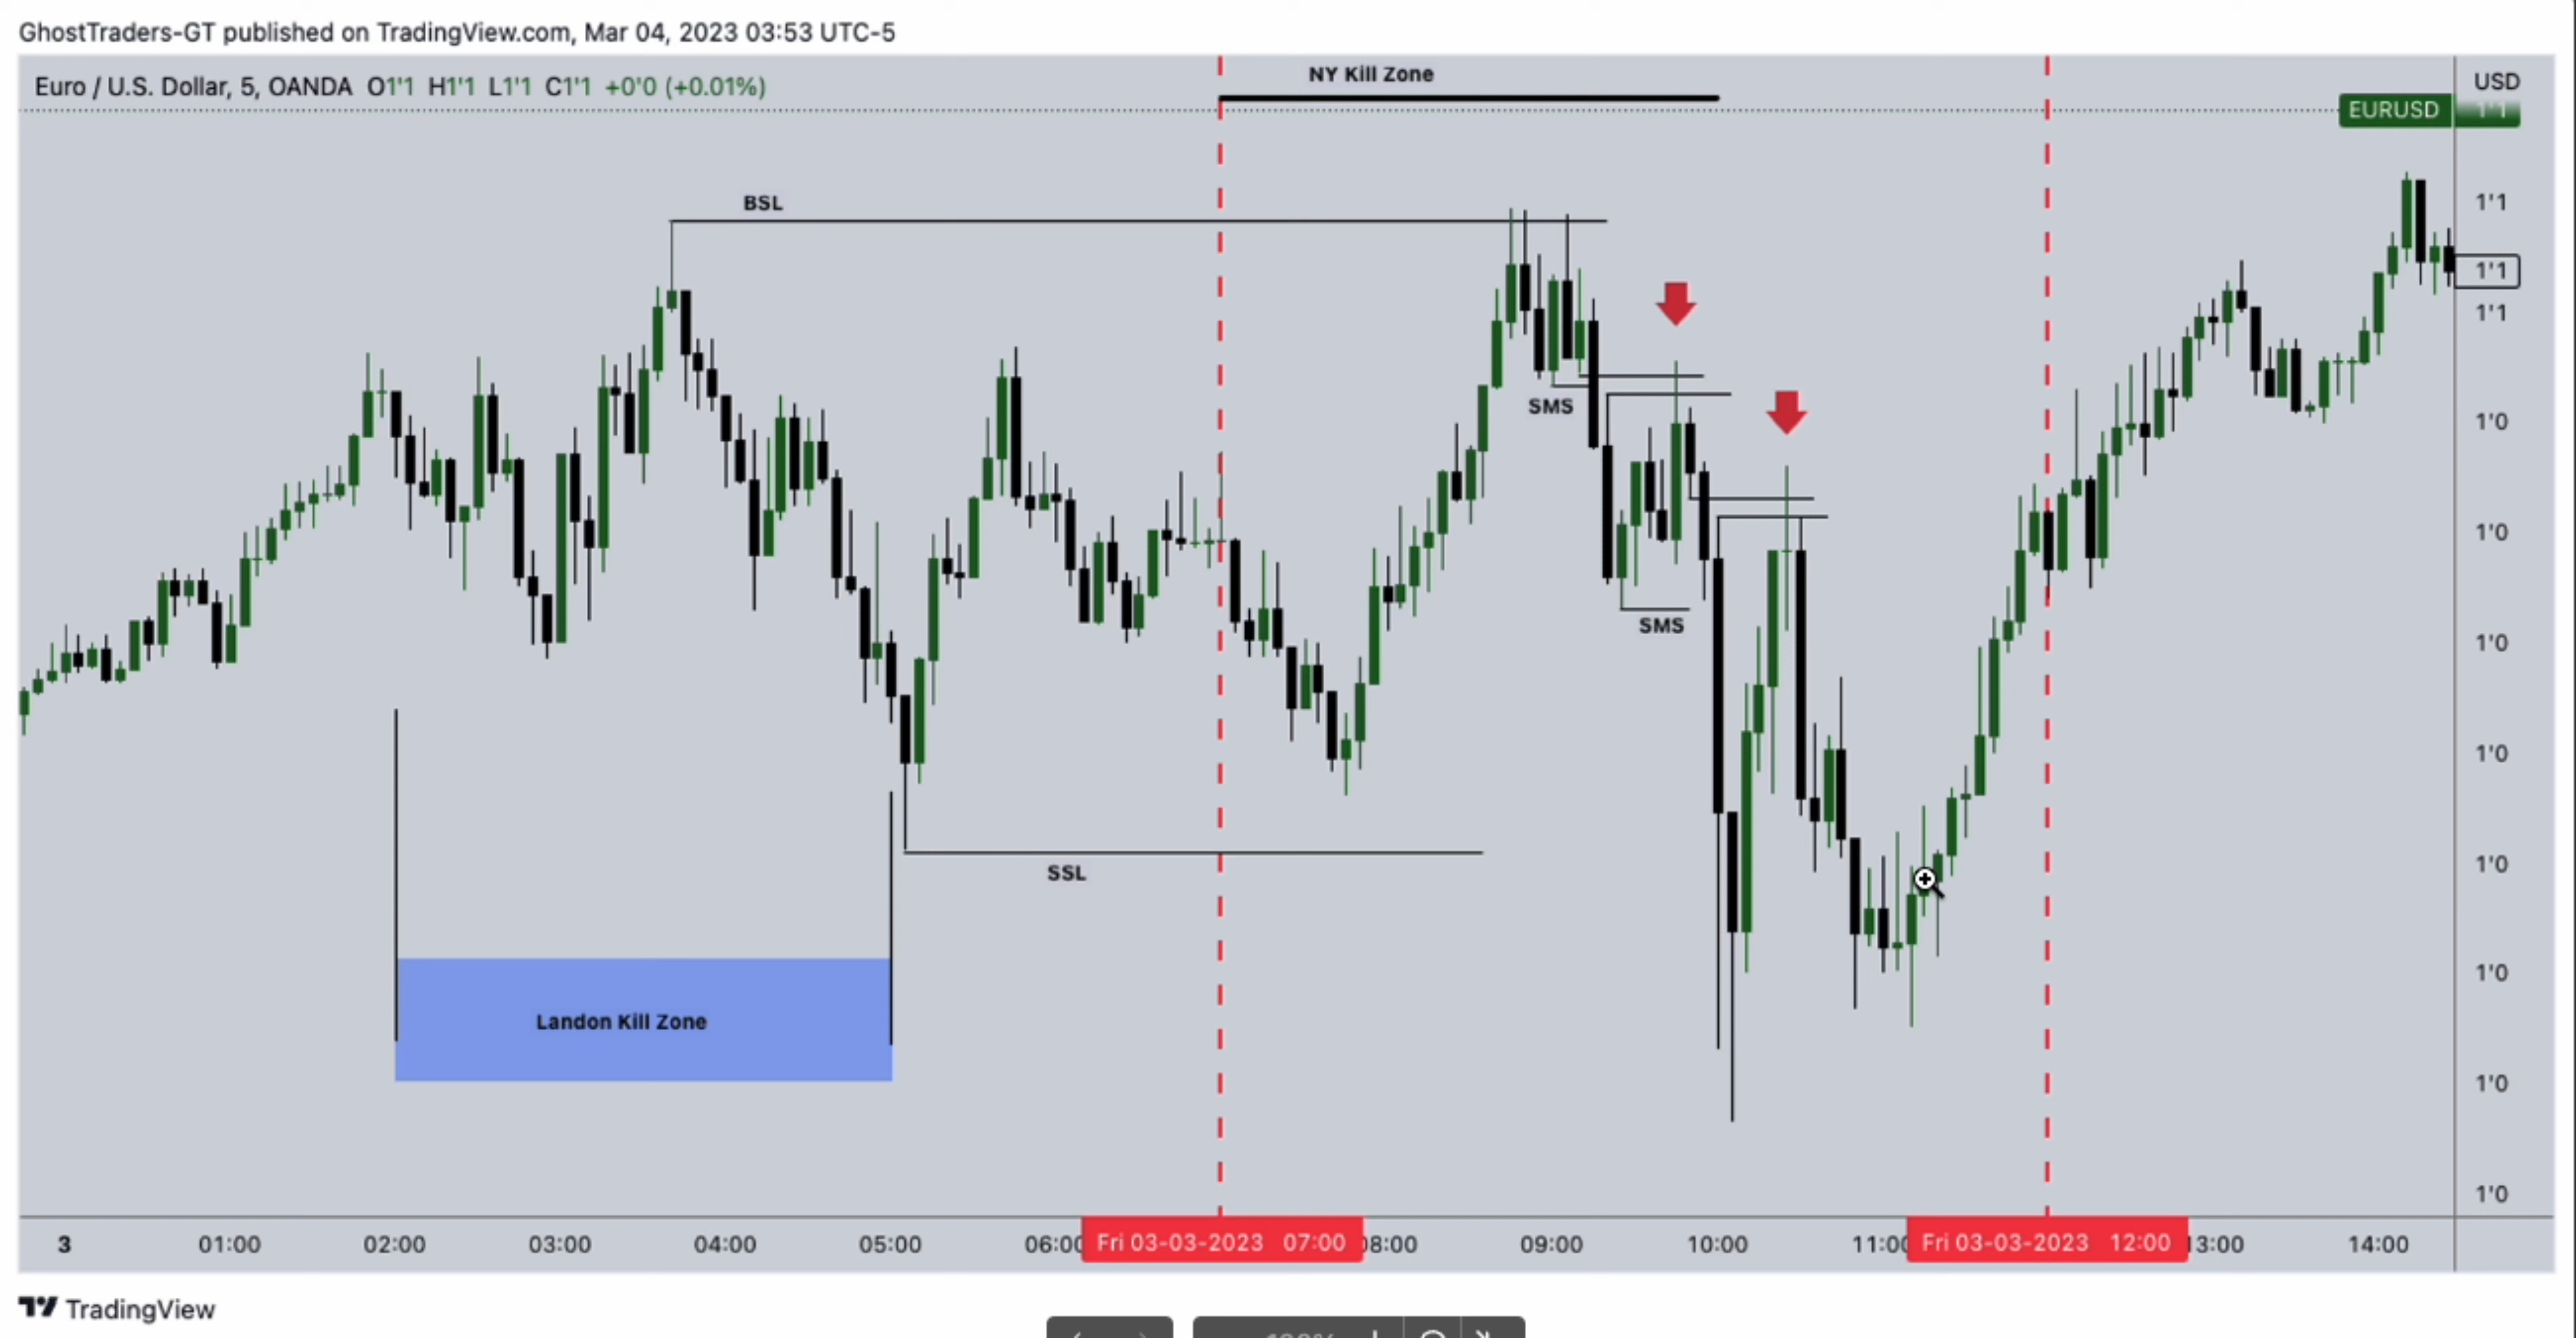 GhostTraders-GT published on TradingView.com, Mar 04, 2023 03:53 UTC-5
Euro / U.S. Dollar, 5, OANDA O1'1 H1'1 L1'1 C1'1 +0'0 (+0.01%)
NY Kill Zone
USD
EURUSD 1'1
BSL
1'1
1'1
1'1
SMS
1'0
1'0
SMS
1'0
1'0
SSL
1'0
1'0
Landon Kill Zone
1'0
1'0
3 01:00 02:00 03:00 04:00 05:00 06:00 Fri 03-03-2023 07:00 08:00 09:00 10:00 11:00 Fri 03-03-2023 12:00 13:00 14:00
TradingView